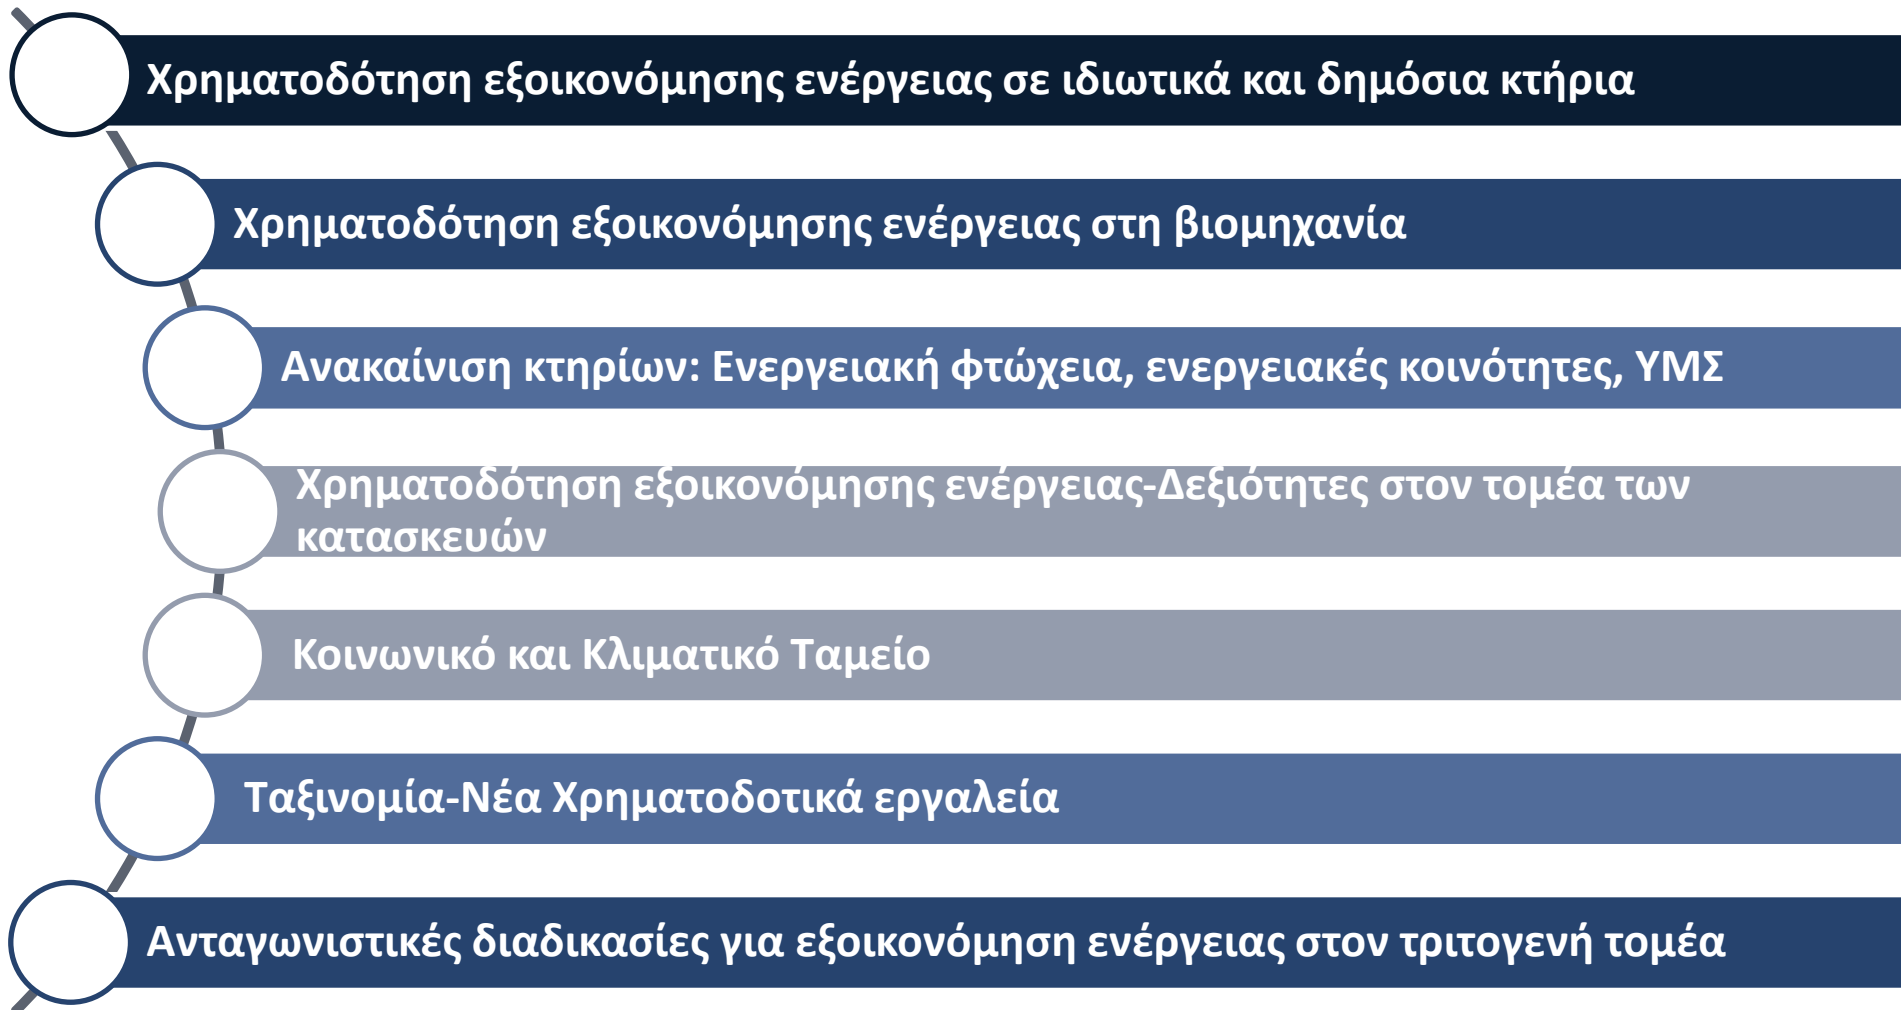 Χρηματοδότηση εξοικονόμησης ενέργειας σε ιδιωτικά και δημόσια κτήρια
Χρηματοδότηση εξοικονόμησης ενέργειας στη βιομηχανία
Ανακαίνιση κτηρίων: Ενεργειακή φτώχεια, ενεργειακές κοινότητες, ΥΜΣ
Χρηματοδότηση εξοικονόμησης ενέργειας-Δεξιότητες στον τομέα των
κατασκευών
Κοινωνικό και Κλιματικό Ταμείο
Ταξινομία-Νέα Χρηματοδοτικά εργαλεία
Ανταγωνιστικές διαδικασίες για εξοικονόμηση ενέργειας στον τριτογενή τομέα